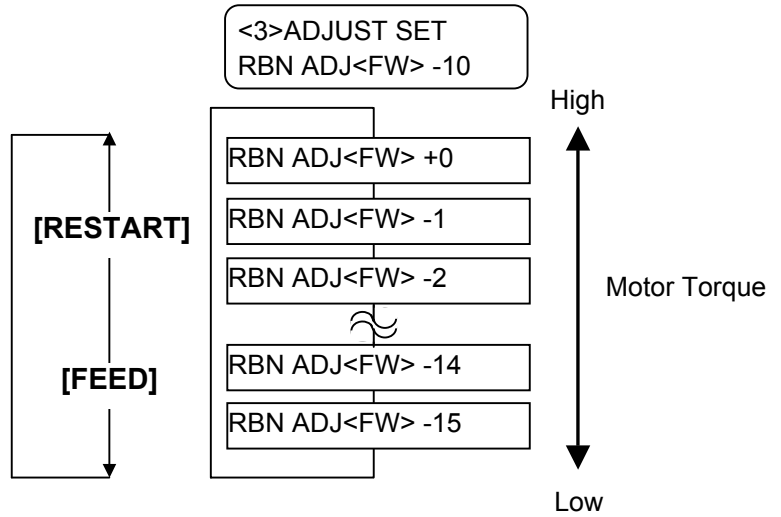 <3>ADJUST SET
RBN ADJ<FW> -10
High
RBN ADJ<FW> +0
RBN ADJ<FW> -1
[RESTART]
RBN ADJ<FW> -2
Motor Torque
RBN ADJ<FW> -14
[FEED]
RBN ADJ<FW> -15
Low